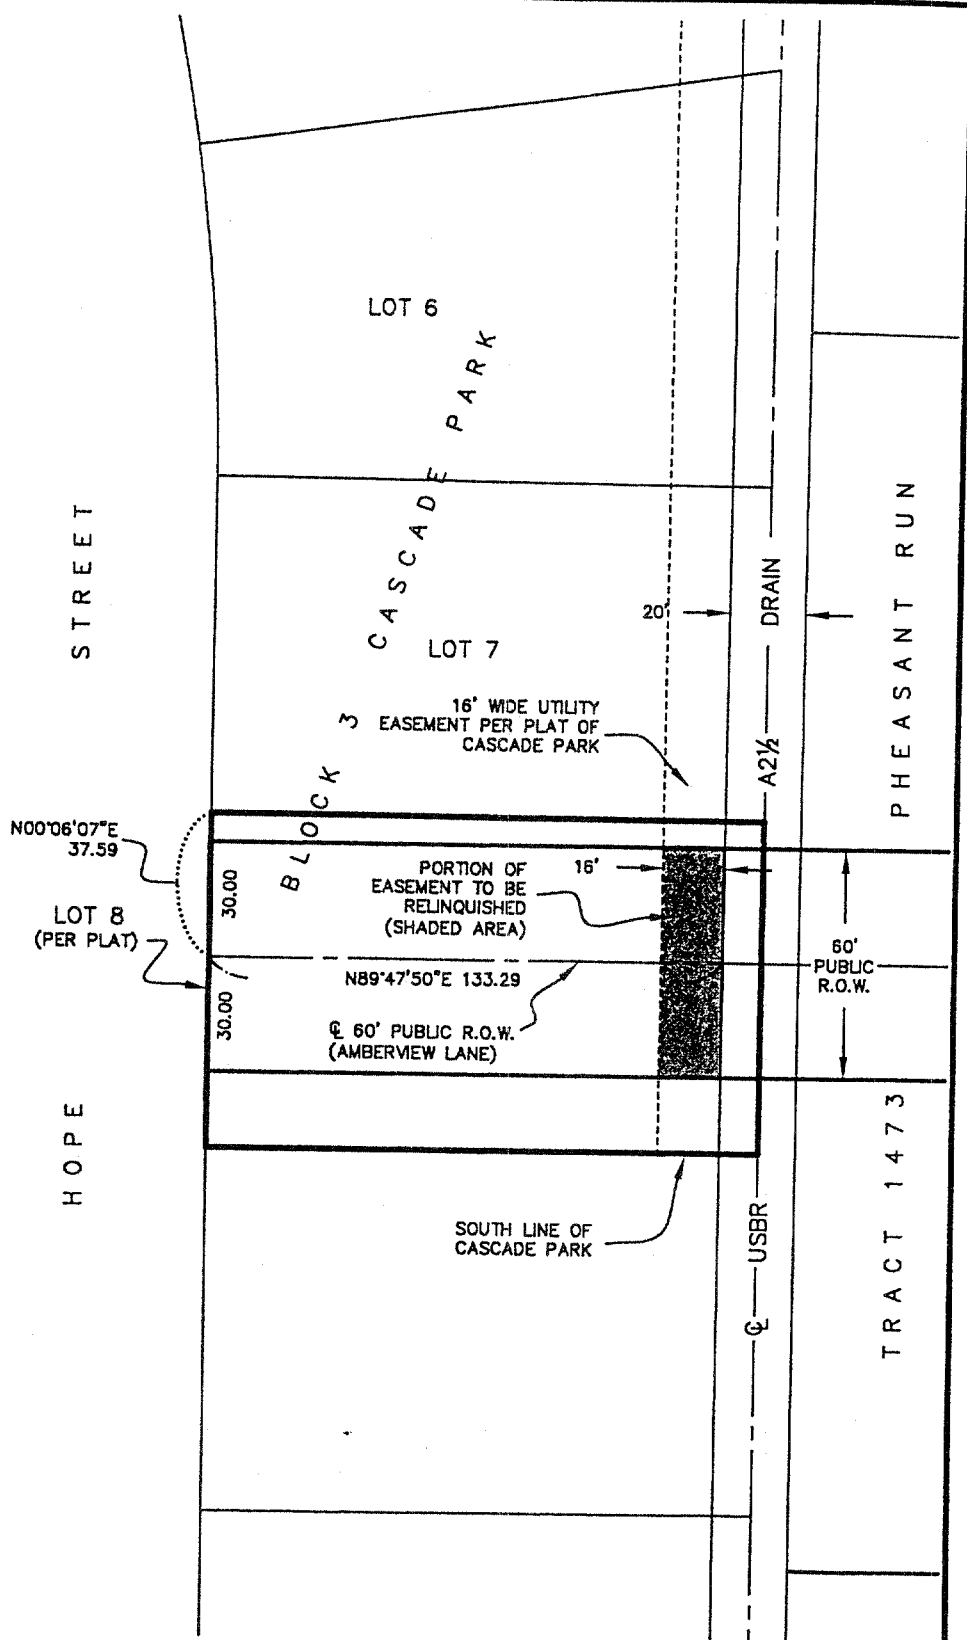 LOT 6
BLOCK 3 CASCADE PARK
STREET
HOPE
LOT 7
20'
DRAIN
A2½
USBR
℄
PHEASANT RUN
TRACT 1473
16' WIDE UTILITY
EASEMENT PER PLAT OF
CASCADE PARK
N00°06'07"E
37.59
LOT 8
(PER PLAT)
30.00
30.00
PORTION OF
EASEMENT TO BE
RELINQUISHED
(SHADED AREA)
16'
N89°47'50"E 133.29
℄ 60' PUBLIC R.O.W.
(AMBERVIEW LANE)
60'
PUBLIC
R.O.W.
SOUTH LINE OF
CASCADE PARK